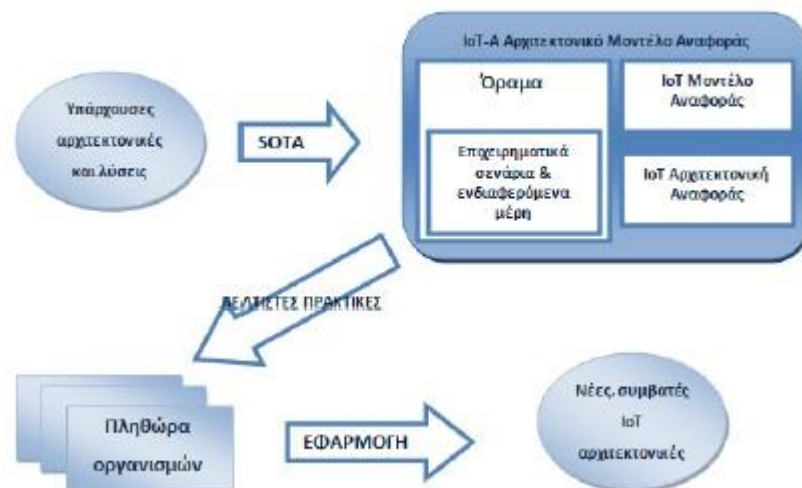 IoT-A Αρχιτεκτονικό Μοντέλο Αναφοράς
Υπάρχουσες
αρχιτεκτονικές
και λύσεις
SOTA
Όραμα
Επιχειρηματικά
σενάρια &
ενδιαφερόμενα
μέρη
IoT Μοντέλο
Αναφοράς
IoT Αρχιτεκτονική
Αναφοράς
ΒΕΛΤΙΣΤΕΣ ΠΡΑΚΤΙΚΕΣ
Πληθώρα
οργανισμών
ΕΦΑΡΜΟΓΗ
Νέες, συμβατές
IoT
αρχιτεκτονικές